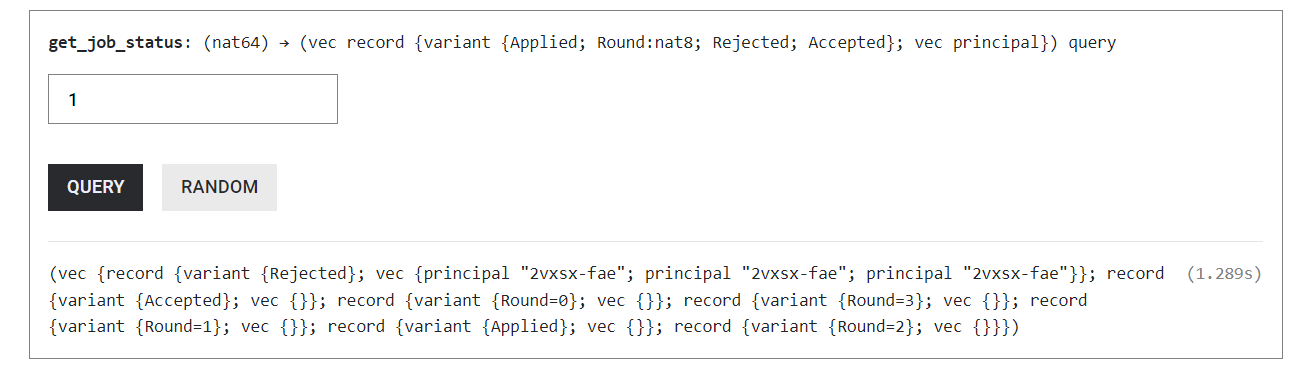 get_job_status: (nat64) → (vec record {variant {Applied; Round:nat8; Rejected; Accepted}; vec principal}) query
1
QUERY RANDOM
(vec {record {variant {Rejected}; vec {principal "2vxsx-fae"; principal "2vxsx-fae"; principal "2vxsx-fae"}}; record (1.289s)
{variant {Accepted}; vec {}}; record {variant {Round=0}; vec {}}; record {variant {Round=3}; vec {}}; record
{variant {Round=1}; vec {}}; record {variant {Applied}; vec {}}; record {variant {Round=2}; vec {}}})